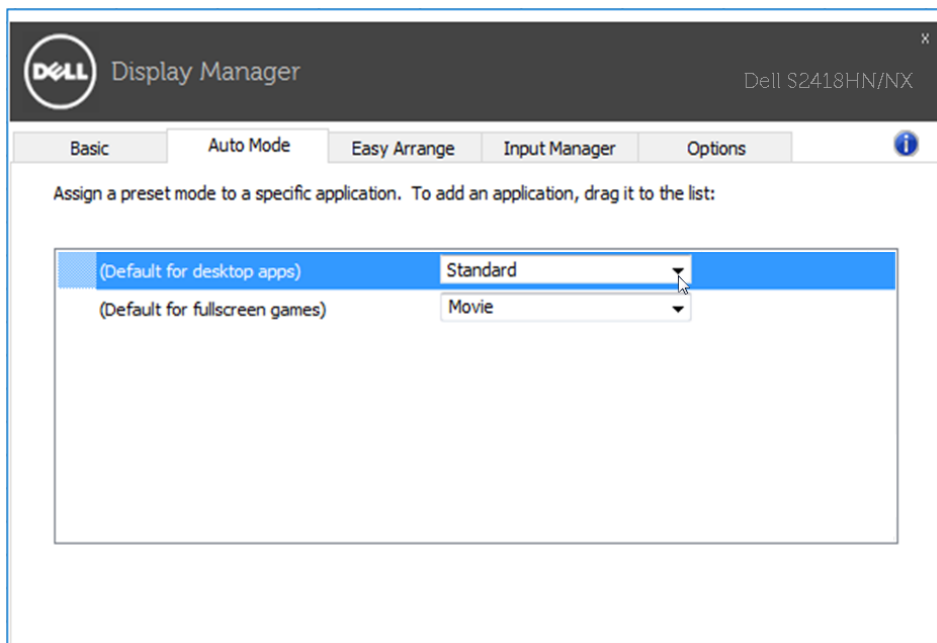 x
DELL
Display Manager
Dell S2418HN/NX
Basic
Auto Mode
Easy Arrange
Input Manager
Options
i
Assign a preset mode to a specific application. To add an application, drag it to the list:
(Default for desktop apps) Standard
(Default for fullscreen games) Movie